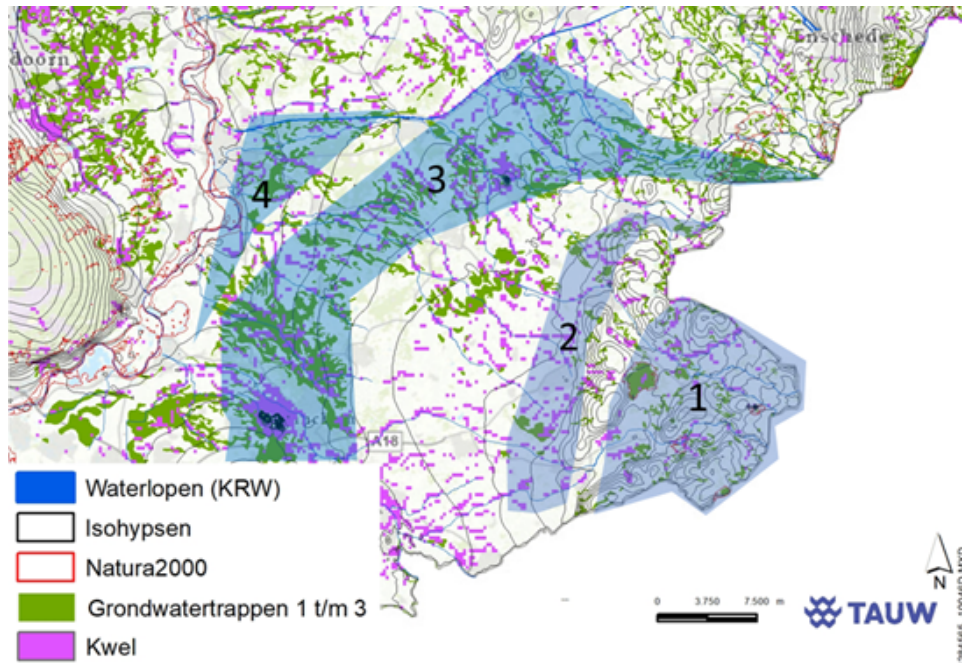 doorn
Enschede
4
3
2
1
A18
Waterlopen (KRW)
Isohypsen
Natura2000
Grondwatertrappen 1 t/m 3
Kwel
0 3.750 7.500 m
N
TAUW